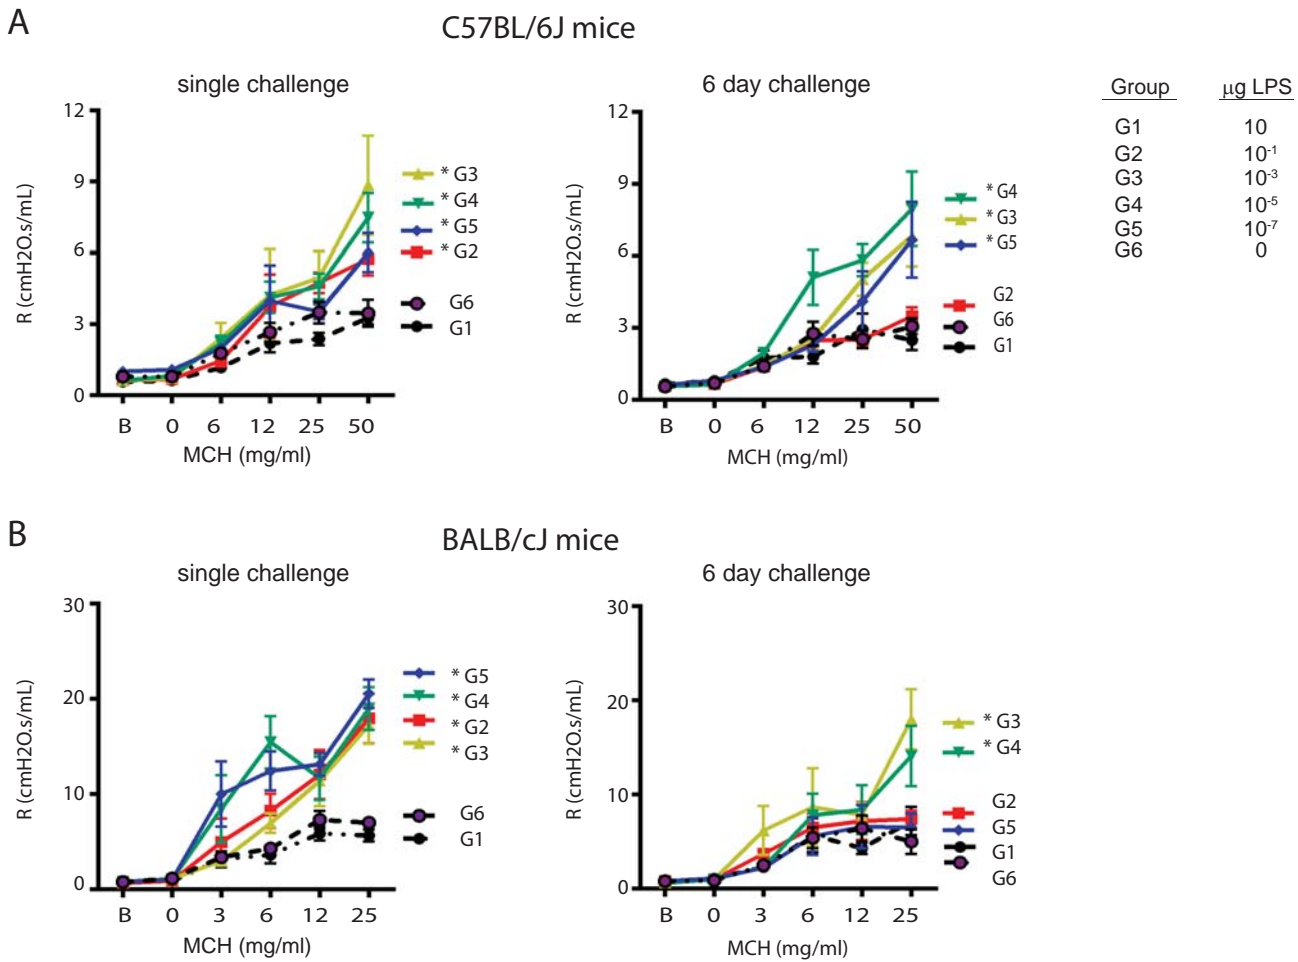 A
C57BL/6J mice
single challenge
12
9
6
3
0
R (cmH2O.s/mL)
B 0 6 12 25 50
MCH (mg/ml)
* G3
* G4
* G5
* G2
G6
G1
6 day challenge
12
9
6
3
0
R (cmH2O.s/mL)
B 0 6 12 25 50
MCH (mg/ml)
* G4
* G3
* G5
G2
G6
G1
Group µg LPS
G1 10
G2 10⁻¹
G3 10⁻³
G4 10⁻⁵
G5 10⁻⁷
G6 0
B
BALB/cJ mice
single challenge
30
20
10
0
R (cmH2O.s/mL)
B 0 3 6 12 25
MCH (mg/ml)
* G5
* G4
* G2
* G3
G6
G1
6 day challenge
30
20
10
0
R (cmH2O.s/mL)
B 0 3 6 12 25
MCH (mg/ml)
* G3
* G4
G2
G5
G1
G6